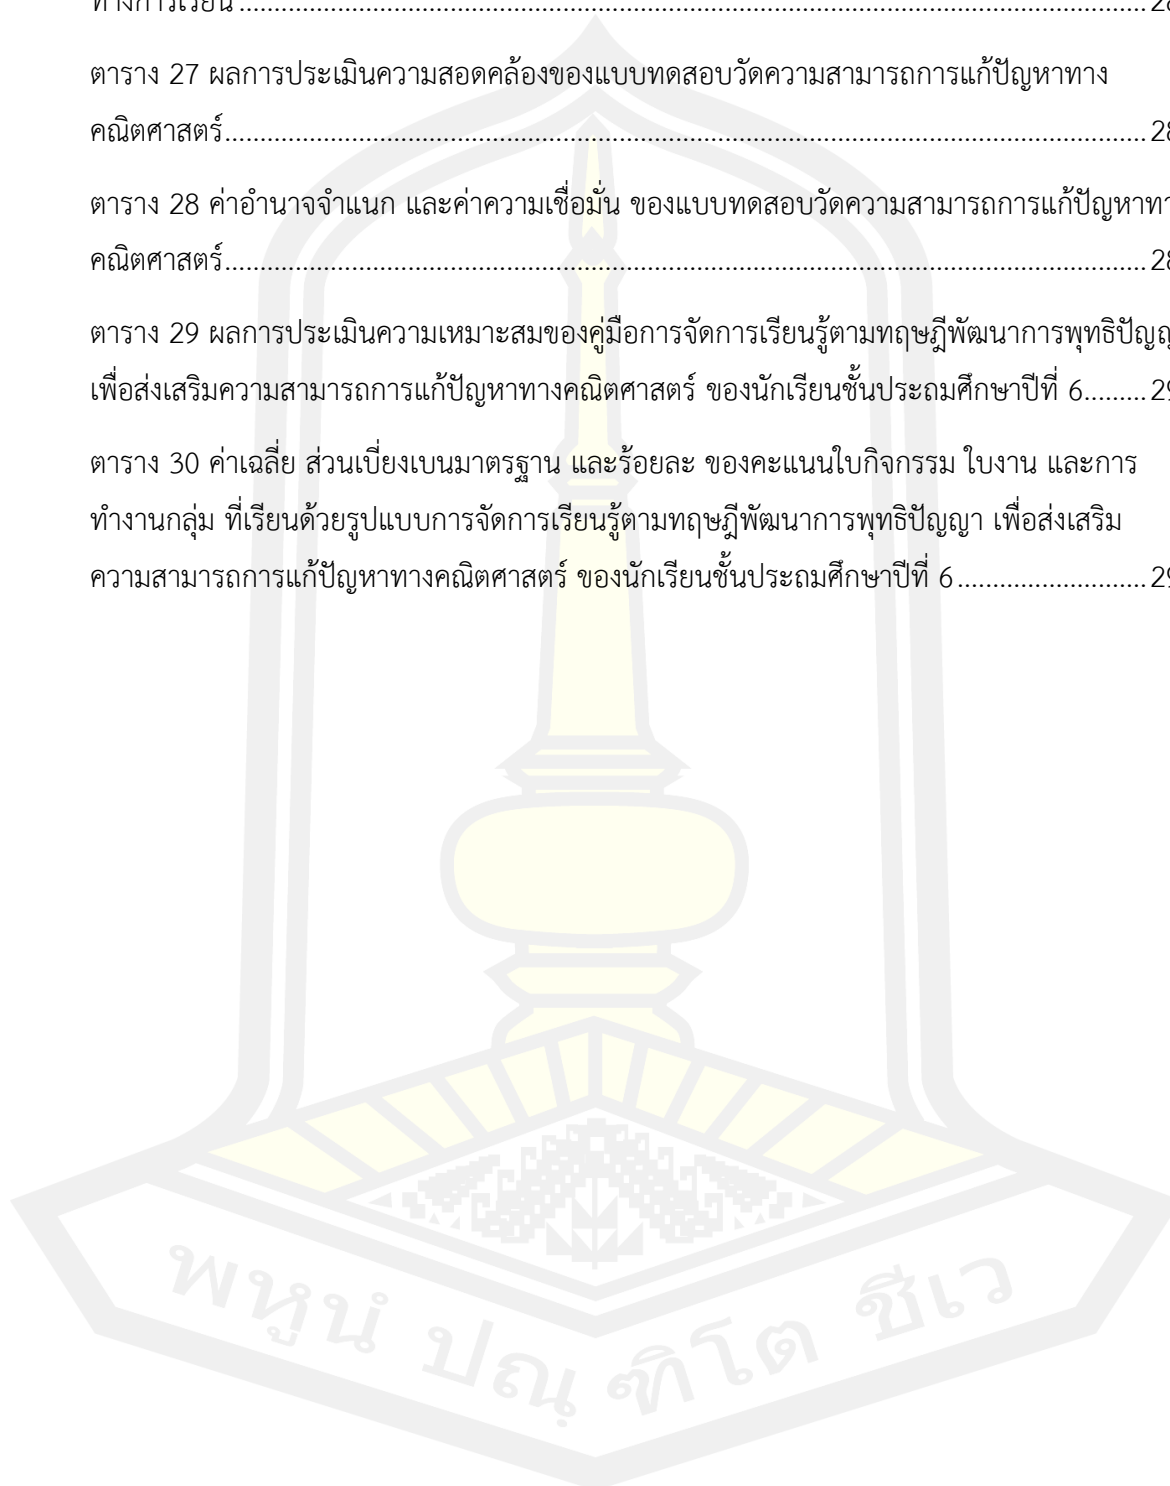 ทางการเรียน
ตาราง 27 ผลการประเมินความสอดคล้องของแบบทดสอบวัดความสามารถการแก้ปัญหาทาง
คณิตศาสตร์
ตาราง 28 ค่าอำนาจจำแนก และค่าความเชื่อมั่น ของแบบทดสอบวัดความสามารถการแก้ปัญหาทาง
คณิตศาสตร์
ตาราง 29 ผลการประเมินความเหมาะสมของคู่มือการจัดการเรียนรู้ตามทฤษฎีพัฒนาการพุทธิปัญญ
เพื่อส่งเสริมความสามารถการแก้ปัญหาทางคณิตศาสตร์ ของนักเรียนชั้นประถมศึกษาปีที่ 6
ตาราง 30 ค่าเฉลี่ย ส่วนเบี่ยงเบนมาตรฐาน และร้อยละ ของคะแนนใบกิจกรรม ใบงาน และการ
ทำงานกลุ่ม ที่เรียนด้วยรูปแบบการจัดการเรียนรู้ตามทฤษฎีพัฒนาการพุทธิปัญญา เพื่อส่งเสริม
ความสามารถการแก้ปัญหาทางคณิตศาสตร์ ของนักเรียนชั้นประถมศึกษาปีที่ 6
พหูนํ ปณฺฑิโต ชีเว